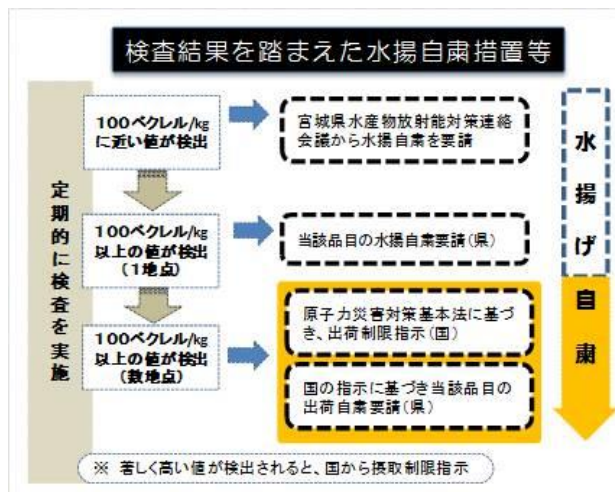 検査結果を踏まえた水揚自粛措置等
定期的に検査を実施
100ベクレル/kg
に近い値が検出
宮城県水産物放射能対策連絡
会議から水揚自粛を要請
100ベクレル/kg
以上の値が検出
(1地点)
当該品目の水揚自粛要請(県)
100ベクレル/kg
以上の値が検出
(数地点)
原子力災害対策基本法に基づ
き、出荷制限指示(国)
国の指示に基づき当該品目の
出荷自粛要請(県)
水揚げ自粛
※ 著しく高い値が検出されると、国から摂取制限指示